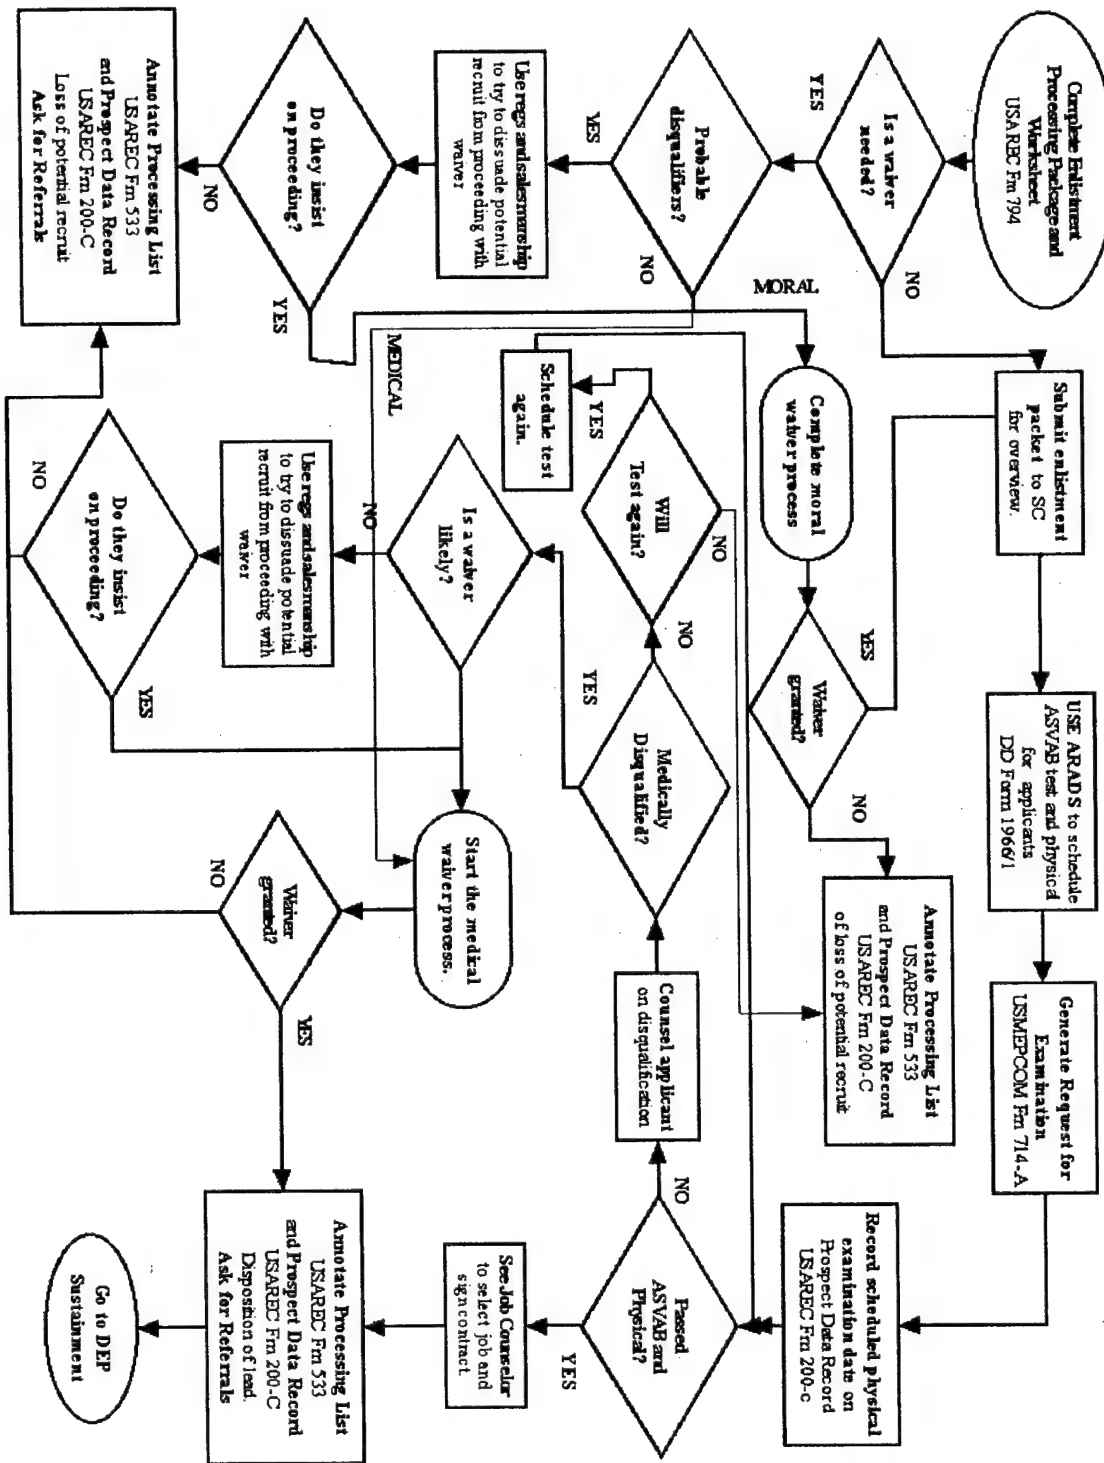 Complete Enlistment
Processing Package and
Worksheet
USAREC Fm 794
Is a waiver
needed?
YES
NO
Probable
disqualifiers?
YES
NO
Use regs and salesmanship
to try to dissuade potential
recruit from proceeding with
waiver
Do they insist
on proceeding?
NO
YES
Annotate Processing List
USAREC Fm 533
and Prospect Data Record
USAREC Fm 200-C
Loss of potential recruit
Ask for Referrals
MORAL
MEDICAL
Submit enlistment
packet to SC
for overview.
Complete moral
waiver process
Schedule test
again.
YES
Will
Test again?
NO
NO
Is a waiver
likely?
NO
YES
Use regs and salesmanship
to try to dissuade potential
recruit from proceeding with
waiver
Do they insist
on proceeding?
NO
YES
USE ARADS to schedule
ASVAB test and physical
for applicants
DD Form 1966/1
YES
Waiver
granted?
NO
Medically
Disqualified?
Start the medical
waiver process.
Waiver
granted?
NO
YES
Generate Request for
Examination
USMEPCOM Fm 714-A
Annotate Processing List
USAREC Fm 533
and Prospect Data Record
USAREC Fm 200-C
of loss of potential recruit
Counsel applicant
on disqualification
NO
Record scheduled physical
examination date on
Prospect Data Record
USAREC Fm 200-c
Passed
ASVAB and
Physical?
YES
See Job Counselor
to select job and
sign contract.
Annotate Processing List
USAREC Fm 533
and Prospect Data Record
USAREC Fm 200-C
Disposition of lead.
Ask for Referrals
Go to DEP
Sustainment